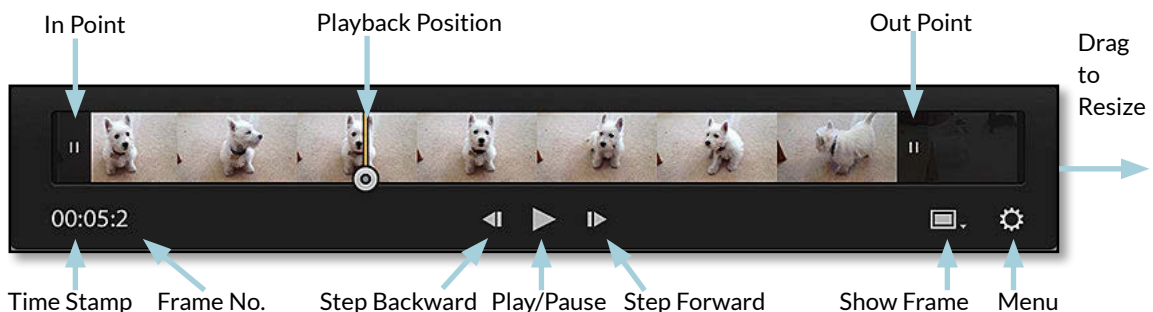 In Point
Playback Position
Out Point
Drag
to
Resize
00:05:2
Time Stamp
Frame No.
Step Backward
Play/Pause
Step Forward
Show Frame
Menu